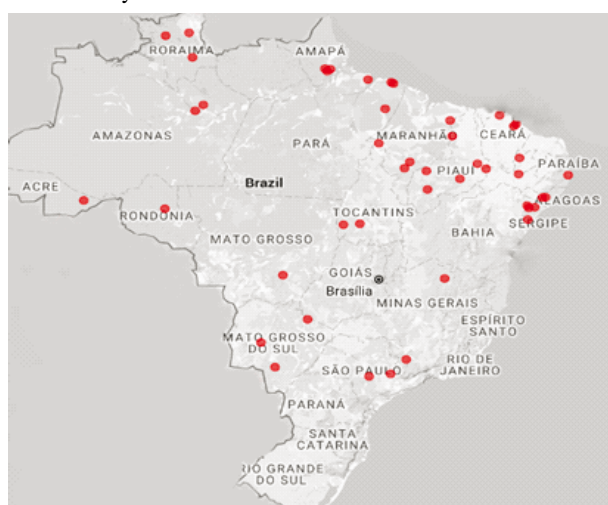 RORAIMA
AMAPÁ
AMAZONAS
PARÁ
MARANHÃO
CEARÁ
PIAUÍ
PARAÍBA
ACRE
Brazil
ALAGOAS
RONDÔNIA
TOCANTINS
SERGIPE
MATO GROSSO
BAHIA
GOIÁS
Brasília
MINAS GERAIS
ESPÍRITO
SANTO
MATO GROSSO
DO SUL
RIO DE
JANEIRO
SÃO PAULO
PARANÁ
SANTA
CATARINA
RIO GRANDE
DO SUL